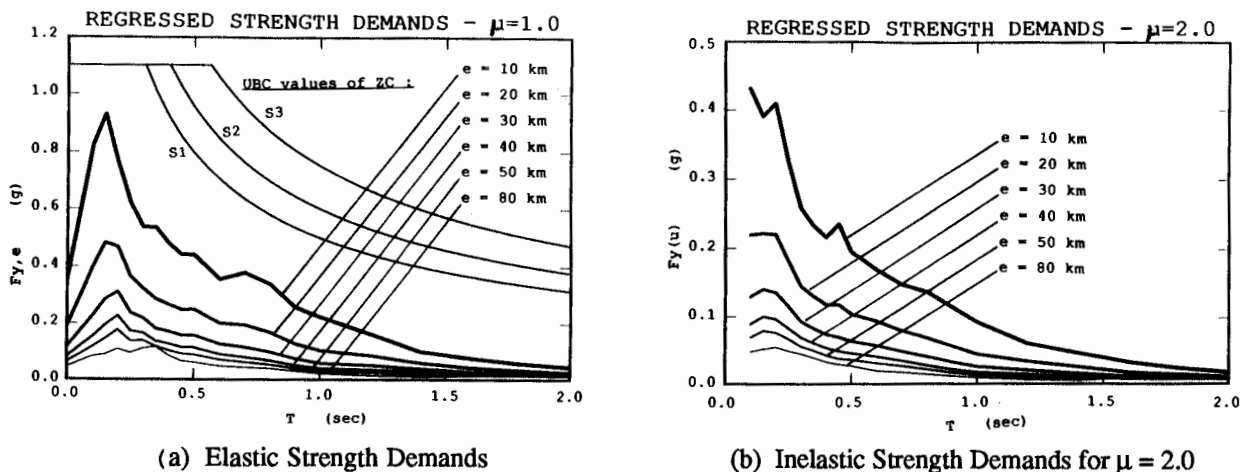 REGRESSED STRENGTH DEMANDS - μ=1.0
1.2
1.0
0.8
0.6
0.4
0.2
0.0
Fy,e (g)
UBC values of ZC :
S1
S2
S3
e = 10 km
e = 20 km
e = 30 km
e = 40 km
e = 50 km
e = 80 km
0.0 0.5 1.0 1.5 2.0
T (sec)
(a) Elastic Strength Demands
REGRESSED STRENGTH DEMANDS - μ=2.0
0.5
0.4
0.3
0.2
0.1
0.0
Fy(u) (g)
e = 10 km
e = 20 km
e = 30 km
e = 40 km
e = 50 km
e = 80 km
0.0 0.5 1.0 1.5 2.0
T (sec)
(b) Inelastic Strength Demands for μ = 2.0